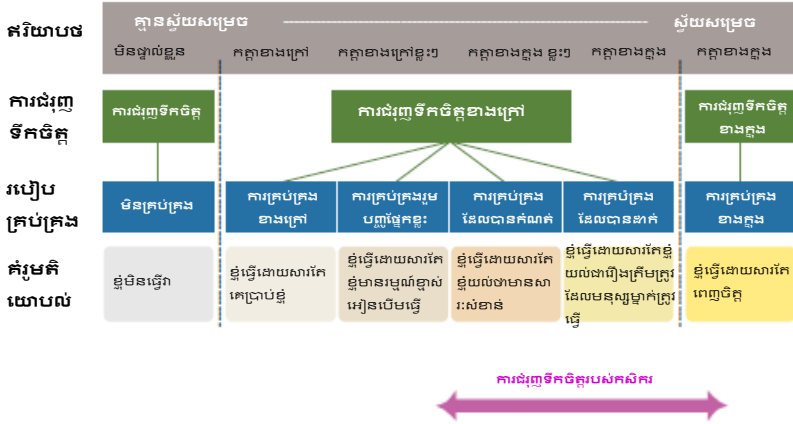 ឥរិយាបថ
គ្មានស្វ័យសម្រេច
ស្វ័យសម្រេច
មិនផ្ទាល់ខ្លួន
កត្តាខាងក្រៅ
កត្តាខាងក្រៅខ្លះៗ
កត្តាខាងក្នុង ខ្លះៗ
កត្តាខាងក្នុង
កត្តាខាងក្នុង
ការជំរុញ
ទឹកចិត្ត
ការជំរុញទឹកចិត្ត
ការជំរុញទឹកចិត្តខាងក្រៅ
ការជំរុញទឹកចិត្ត
ខាងក្នុង
របៀប
គ្រប់គ្រង
មិនគ្រប់គ្រង
ការគ្រប់គ្រង
ខាងក្រៅ
ការគ្រប់គ្រងរួម
បញ្ចូផ្នែកខ្លះ
ការគ្រប់គ្រង
ដែលបានកំណត់
ការគ្រប់គ្រង
ដែលបានដាក់
ការគ្រប់គ្រង
ខាងក្នុង
គំរូមតិ
យោបល់
ខ្ញុំមិនធ្វើវា
ខ្ញុំធ្វើដោយសារតែ
គេប្រាប់ខ្ញុំ
ខ្ញុំធ្វើដោយសារតែ
ខ្ញុំមានរម្មណ៍ខ្មាស់
អៀនបើមធ្វើ
ខ្ញុំធ្វើដោយសារតែ
ខ្ញុំយល់ថាមានសា
រៈសំខាន់
ខ្ញុំធ្វើដោយសារតែខ្ញុំ
យល់ជារឿងត្រឹមត្រូវ
ដែលមនុស្សម្នាក់ត្រូវ
ធ្វើ
ខ្ញុំធ្វើដោយសារតែ
ពេញចិត្ត
ការជំរុញទឹកចិត្តរបស់កសិករ